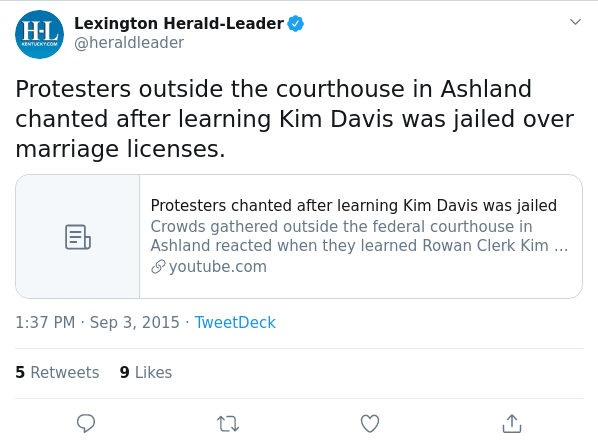 H·L
KENTUCKY.COM
Lexington Herald-Leader
@heraldleader
Protesters outside the courthouse in Ashland
chanted after learning Kim Davis was jailed over
marriage licenses.
Protesters chanted after learning Kim Davis was jailed
Crowds gathered outside the federal courthouse in
Ashland reacted when they learned Rowan Clerk Kim ...
youtube.com
1:37 PM · Sep 3, 2015 · TweetDeck
5 Retweets 9 Likes